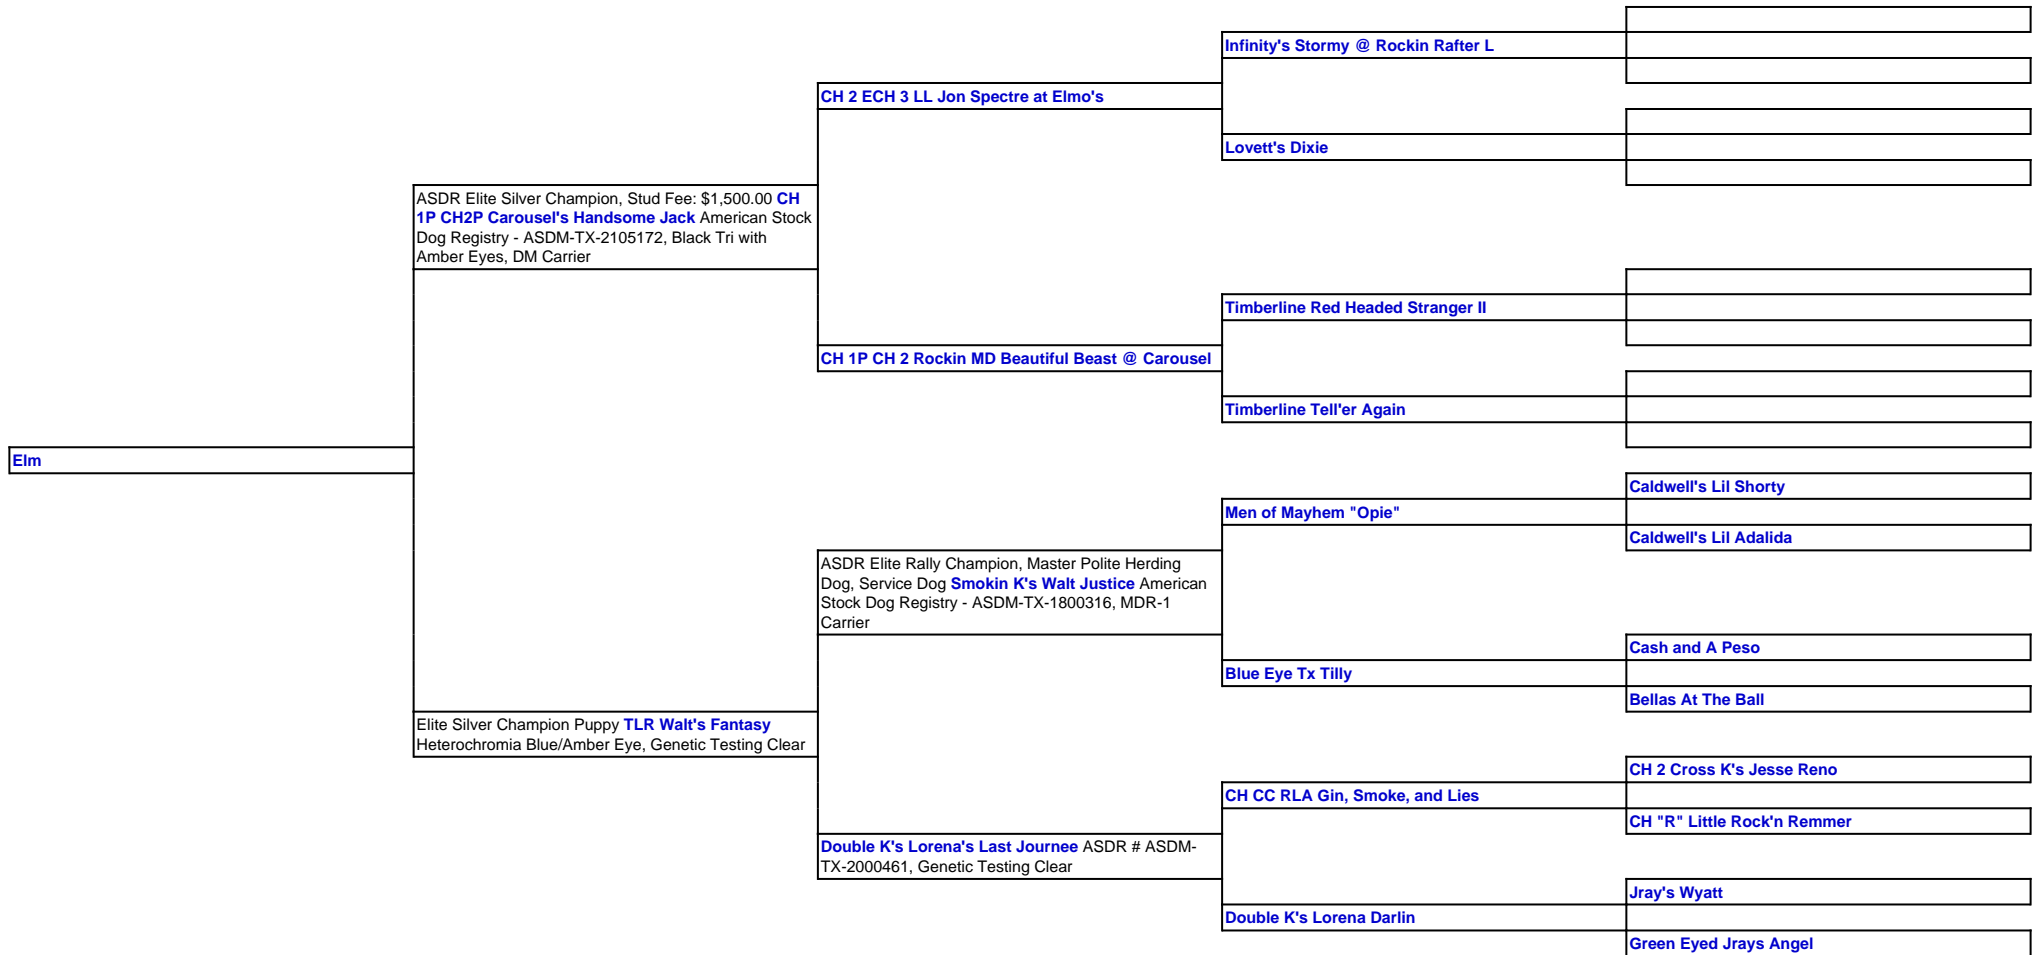 Infinity's Stormy @ Rockin Rafter L
CH 2 ECH 3 LL Jon Spectre at Elmo's
Lovett's Dixie
ASDR Elite Silver Champion, Stud Fee: $1,500.00 CH
1P CH2P Carousel's Handsome Jack American Stock
Dog Registry - ASDM-TX-2105172, Black Tri with
Amber Eyes, DM Carrier
Timberline Red Headed Stranger II
CH 1P CH 2 Rockin MD Beautiful Beast @ Carousel
Timberline Tell'er Again
Elm
Caldwell's Lil Shorty
Men of Mayhem "Opie"
Caldwell's Lil Adalida
ASDR Elite Rally Champion, Master Polite Herding
Dog, Service Dog Smokin K's Walt Justice American
Stock Dog Registry - ASDM-TX-1800316, MDR-1
Carrier
Cash and A Peso
Blue Eye Tx Tilly
Bellas At The Ball
Elite Silver Champion Puppy TLR Walt's Fantasy
Heterochromia Blue/Amber Eye, Genetic Testing Clear
CH 2 Cross K's Jesse Reno
CH CC RLA Gin, Smoke, and Lies
CH "R" Little Rock'n Remmer
Double K's Lorena's Last Journee ASDR # ASDM-
TX-2000461, Genetic Testing Clear
Jray's Wyatt
Double K's Lorena Darlin
Green Eyed Jrays Angel